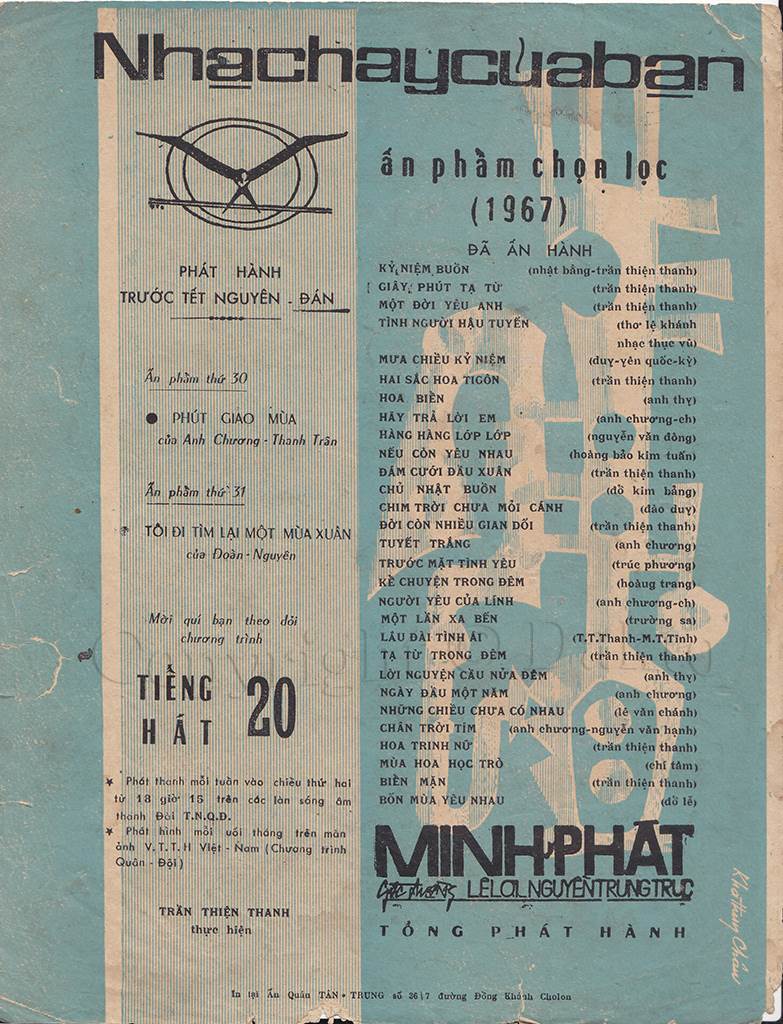 Nhạc hay của bạn
PHÁT HÀNH
TRƯỚC TẾT NGUYÊN - ĐÁN
Ấn phẩm thứ 30
● PHÚT GIAO MÙA
của Anh Chương - Thanh Trân
Ấn phẩm thứ 31
TÔI ĐI TÌM LẠI MỘT MÙA XUÂN
của Đoàn - Nguyên
Mời quí bạn theo dõi
chương trình
TIẾNG
HÁT 20
★ Phát thanh mỗi tuần vào chiều thứ hai
từ 18 giờ 15 trên các làn sóng âm
thanh Đài T.N.Q.Đ.
★ Phát hình mỗi cuối tháng trên màn
ảnh V.T.T.H Việt - Nam (Chương trình
Quân - Đội)
TRẦN THIỆN THANH
thực hiện
ấn phẩm chọn lọc
(1967)
ĐÃ ẤN HÀNH
KỶ NIỆM BUỒN (nhật bằng-trần thiện thanh)
GIÂY PHÚT TẠ TỪ (trần thiện thanh)
MỘT ĐỜI YÊU ANH (trần thiện thanh)
TÌNH NGƯỜI HẬU TUYẾN (thơ lệ khánh
nhạc thục vũ)
MƯA CHIỀU KỶ NIỆM (duy-yên quốc-kỳ)
HAI SẮC HOA TIGÔN (trần thiện thanh)
HOA BIỂN (anh thy)
HÃY TRẢ LỜI EM (anh chương-ch)
HÀNG HÀNG LỚP LỚP (nguyễn văn đông)
NẾU CÒN YÊU NHAU (hoàng bảo kim tuấn)
ĐÁM CƯỚI ĐẦU XUÂN (trần thiện thanh)
CHỦ NHẬT BUỒN (đỗ kim bảng)
CHIM TRỜI CHƯA MỎI CÁNH (đào duy)
ĐỜI CÒN NHIỀU GIAN DỐI (trần thiện thanh)
TUYẾT TRẮNG (anh chương)
TRƯỚC MẶT TÌNH YÊU (trúc phương)
KỂ CHUYỆN TRONG ĐÊM (hoàng trang)
NGƯỜI YÊU CỦA LÍNH (anh chương-ch)
MỘT LẦN XA BẾN (trường sa)
LÂU ĐÀI TÌNH ÁI (T.T.Thanh-M.T.Tinh)
TẠ TỪ TRONG ĐÊM (trần thiện thanh)
LỜI NGUYỆN CẦU NỬA ĐÊM (anh thy)
NGÀY ĐẦU MỘT NĂM (anh chương)
NHỮNG CHIỀU CHƯA CÓ NHAU (lê văn chánh)
CHÂN TRỜI TÍM (anh chương-nguyễn văn hạnh)
HOA TRINH NỮ (trần thiện thanh)
MÙA HOA HỌC TRÒ (chí tâm)
BIỂN MẶN (trần thiện thanh)
BỐN MÙA YÊU NHAU (đỗ lễ)
MINH PHÁT
Góc đường LÊ LỢI, NGUYỄN TRUNG TRỰC
TỔNG PHÁT HÀNH
In tại Ấn Quán TÂN - TRUNG số 36|7 đường Đồng Khánh Cholon